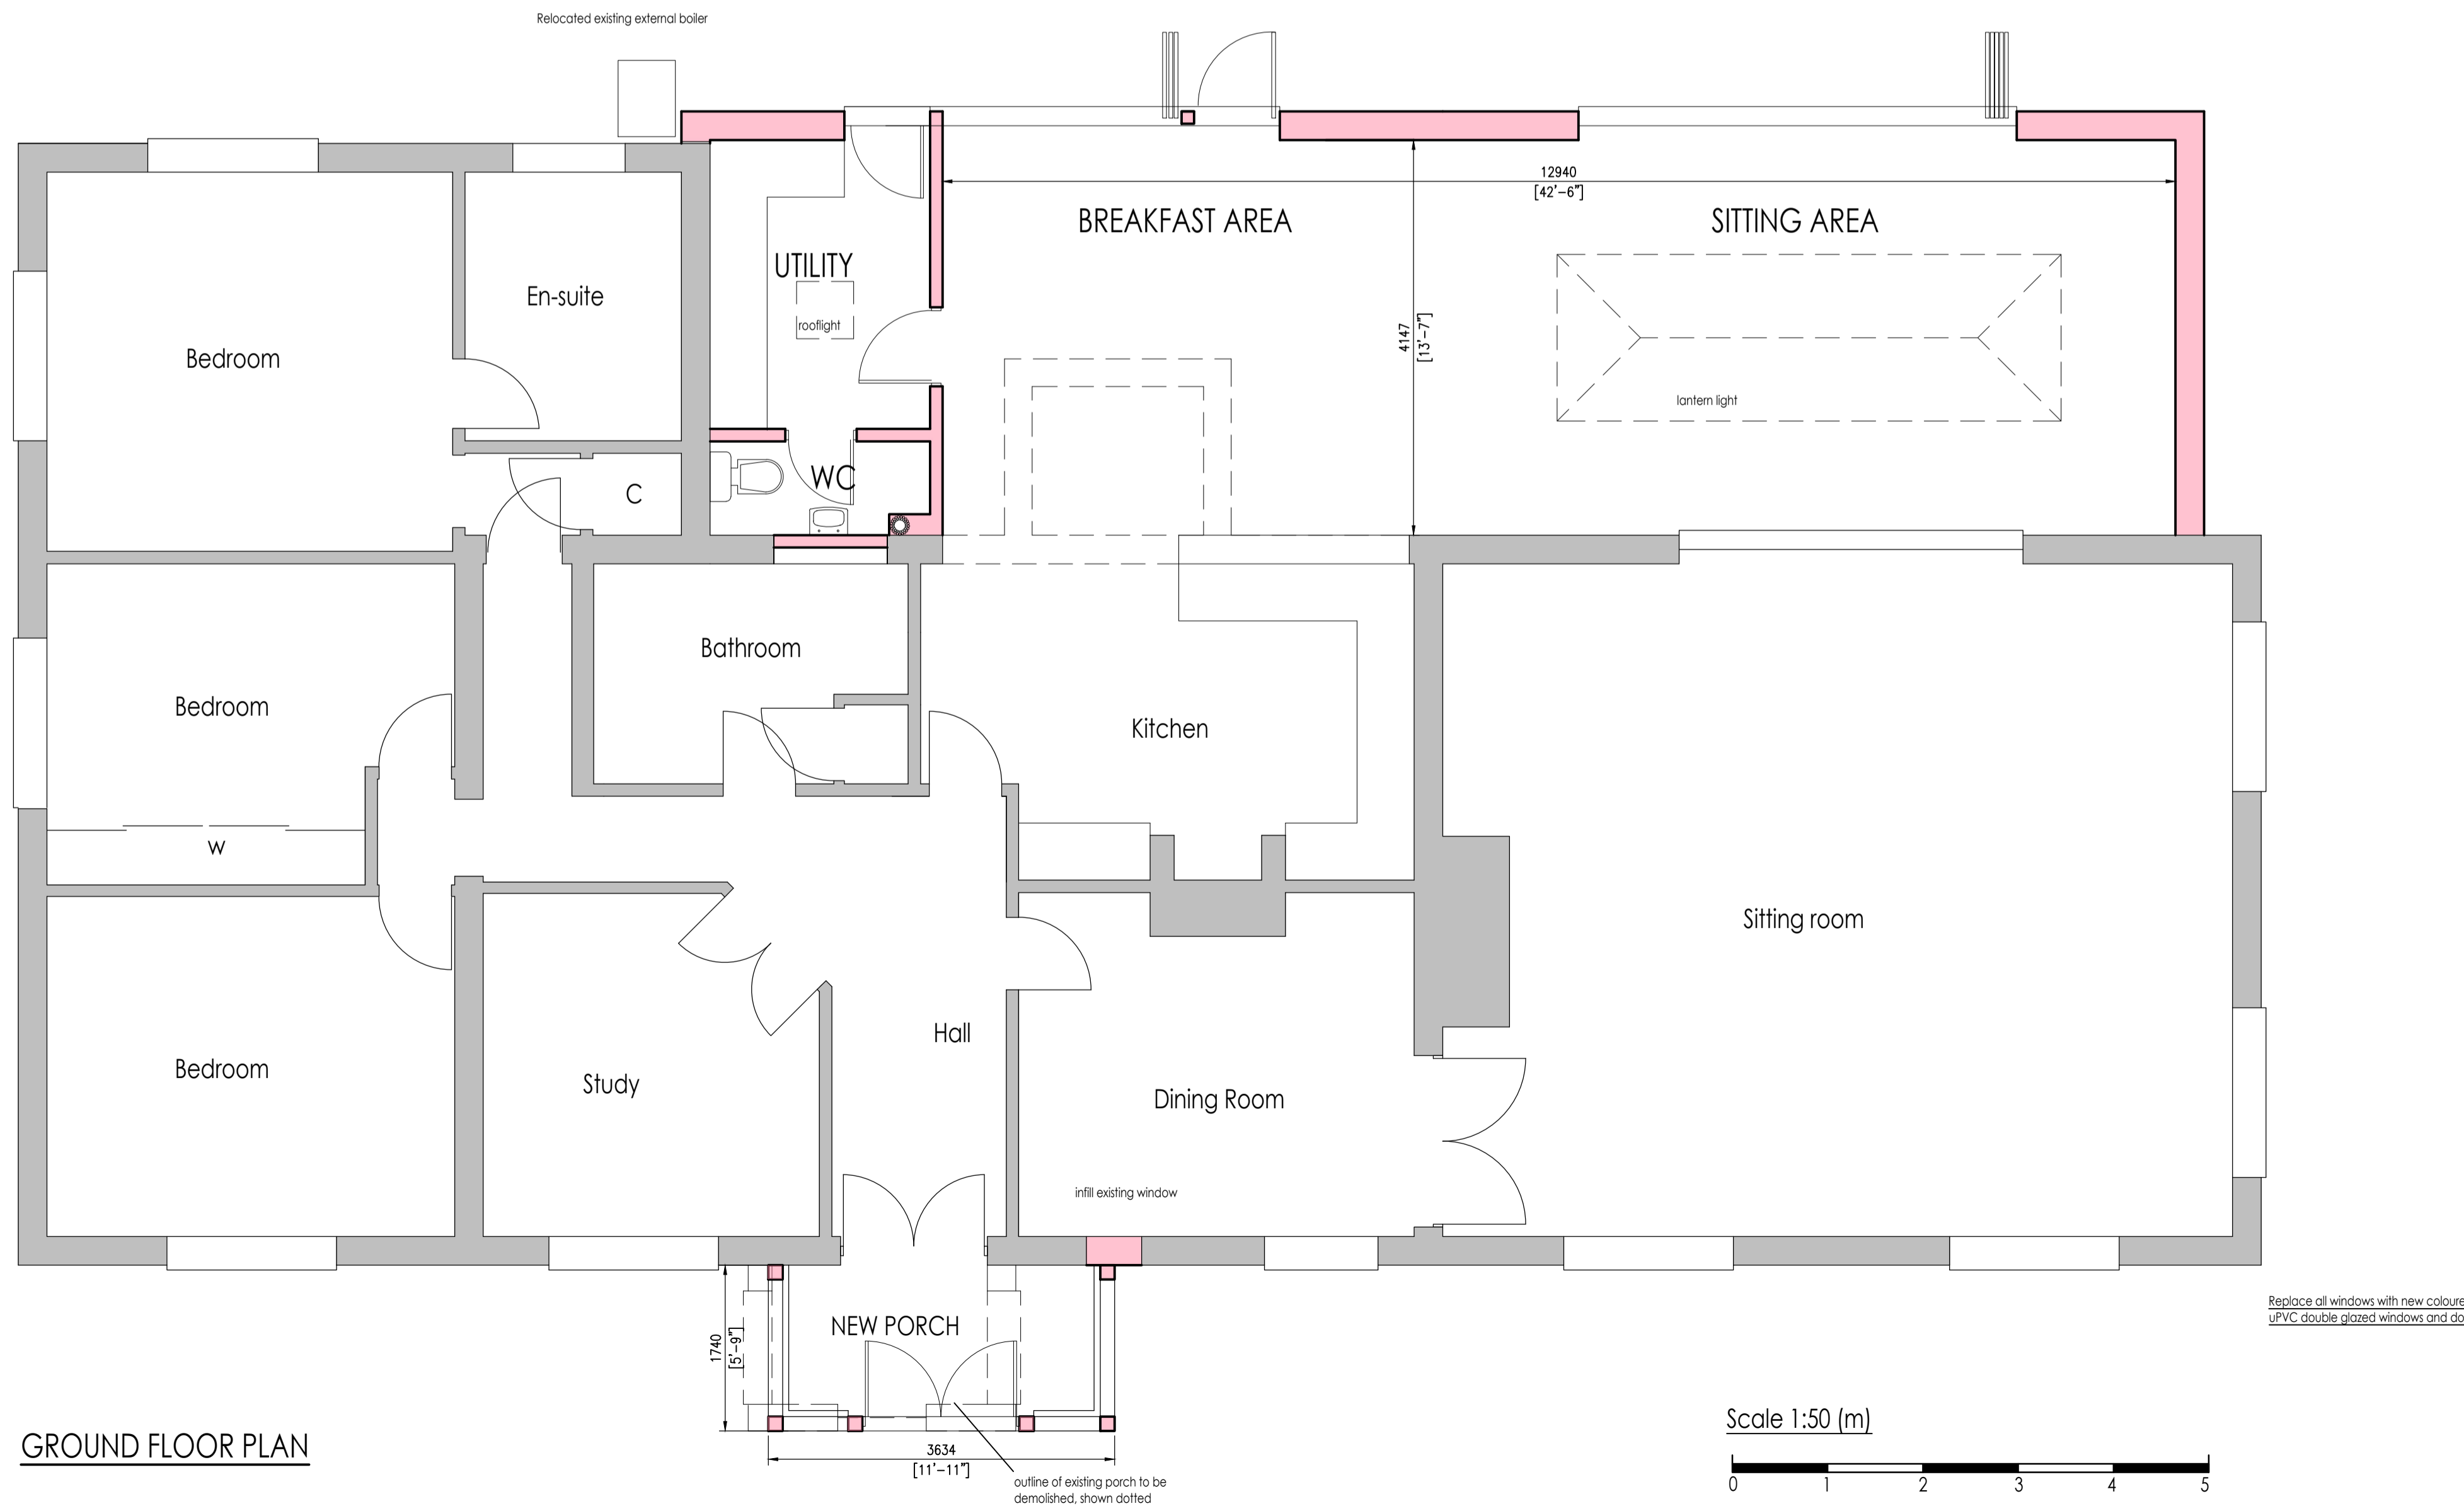 Relocated existing external boiler
12940
[42'-6"]
BREAKFAST AREA
SITTING AREA
UTILITY
rooflight
En-suite
Bedroom
4147
[13'-7"]
lantern light
WC
C
Bathroom
Bedroom
Kitchen
W
Sitting room
Hall
Bedroom
Study
Dining Room
infill existing window
NEW PORCH
1740
[5'-9"]
Replace all windows with new coloure
uPVC double glazed windows and do
GROUND FLOOR PLAN
3634
[11'-11"]
outline of existing porch to be
demolished, shown dotted
Scale 1:50 (m)
0 1 2 3 4 5